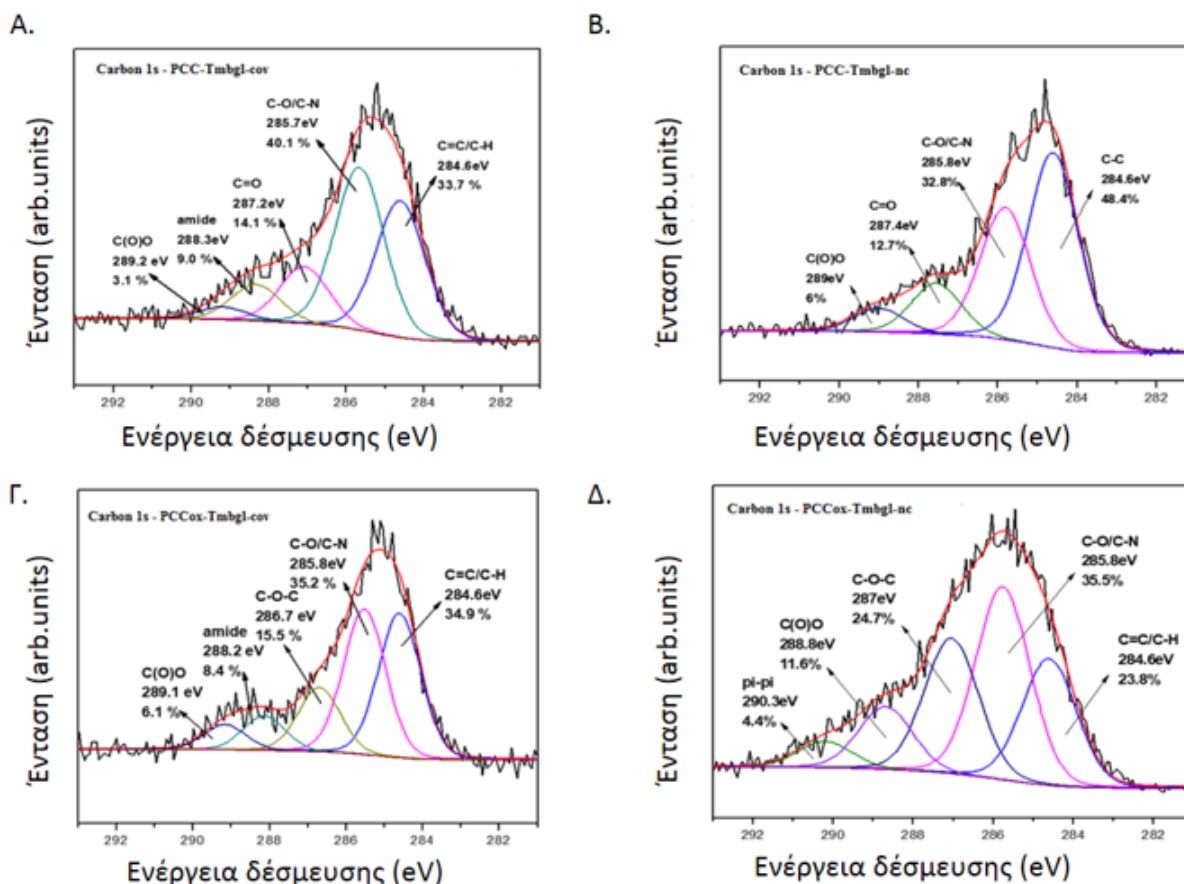 Α.
Carbon 1s - PCC-Tmbgl-cov
C-O/C-N
285.7eV
40.1 %
C=C/C-H
284.6eV
33.7 %
C=O
287.2eV
14.1 %
amide
288.3eV
9.0 %
C(O)O
289.2 eV
3.1 %
Ένταση (arb.units)
292
290
288
286
284
282
Ενέργεια δέσμευσης (eV)
Β.
Carbon 1s - PCC-Tmbgl-nc
C-O/C-N
285.8eV
32.8%
C-C
284.6eV
48.4%
C=O
287.4eV
12.7%
C(O)O
289eV
6%
Ένταση (arb.units)
292
290
288
286
284
282
Ενέργεια δέσμευσης (eV)
Γ.
Carbon 1s - PCCox-Tmbgl-cov
C-O/C-N
285.8eV
35.2 %
C=C/C-H
284.6eV
34.9 %
C-O-C
286.7 eV
15.5 %
amide
288.2 eV
8.4 %
C(O)O
289.1 eV
6.1 %
Ένταση (arb.units)
292
290
288
286
284
282
Ενέργεια δέσμευσης (eV)
Δ.
Carbon 1s - PCCox-Tmbgl-nc
C-O/C-N
285.8eV
35.5%
C-O-C
287eV
24.7%
C(O)O
288.8eV
11.6%
C=C/C-H
284.6eV
23.8%
pi-pi
290.3eV
4.4%
Ένταση (arb.units)
292
290
288
286
284
282
Ενέργεια δέσμευσης (eV)